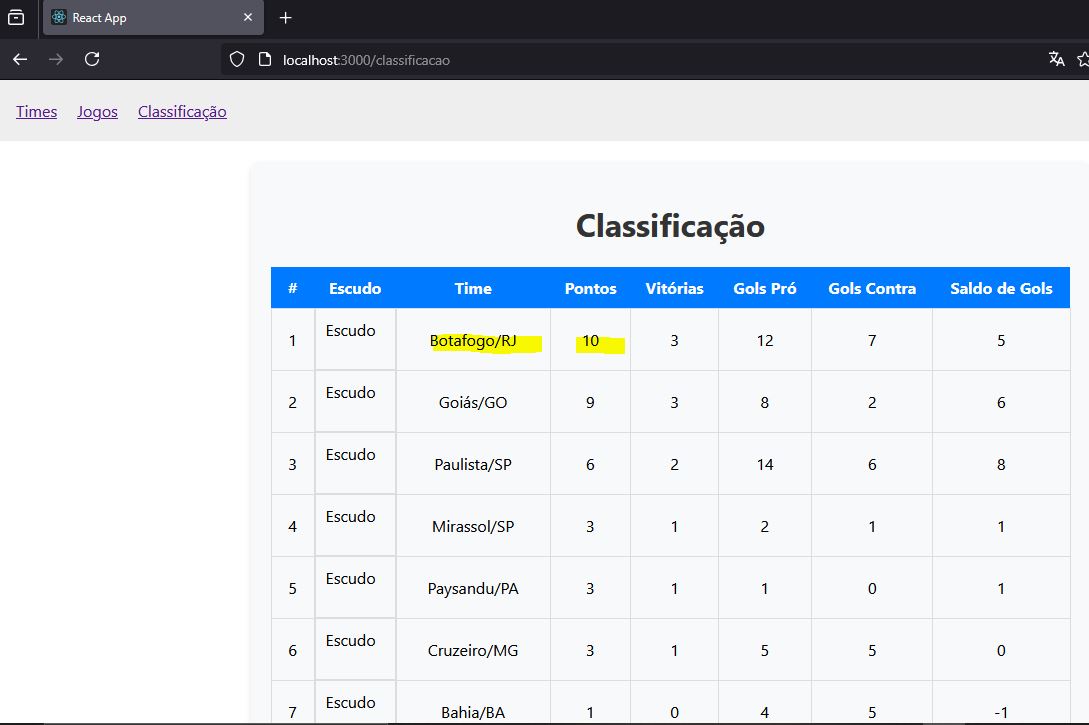 React App
localhost:3000/classificacao
Times Jogos Classificação
Classificação
# Escudo Time Pontos Vitórias Gols Pró Gols Contra Saldo de Gols
1 Escudo Botafogo/RJ 10 3 12 7 5
2 Escudo Goiás/GO 9 3 8 2 6
3 Escudo Paulista/SP 6 2 14 6 8
4 Escudo Mirassol/SP 3 1 2 1 1
5 Escudo Paysandu/PA 3 1 1 0 1
6 Escudo Cruzeiro/MG 3 1 5 5 0
7 Escudo Bahia/BA 1 0 4 5 -1